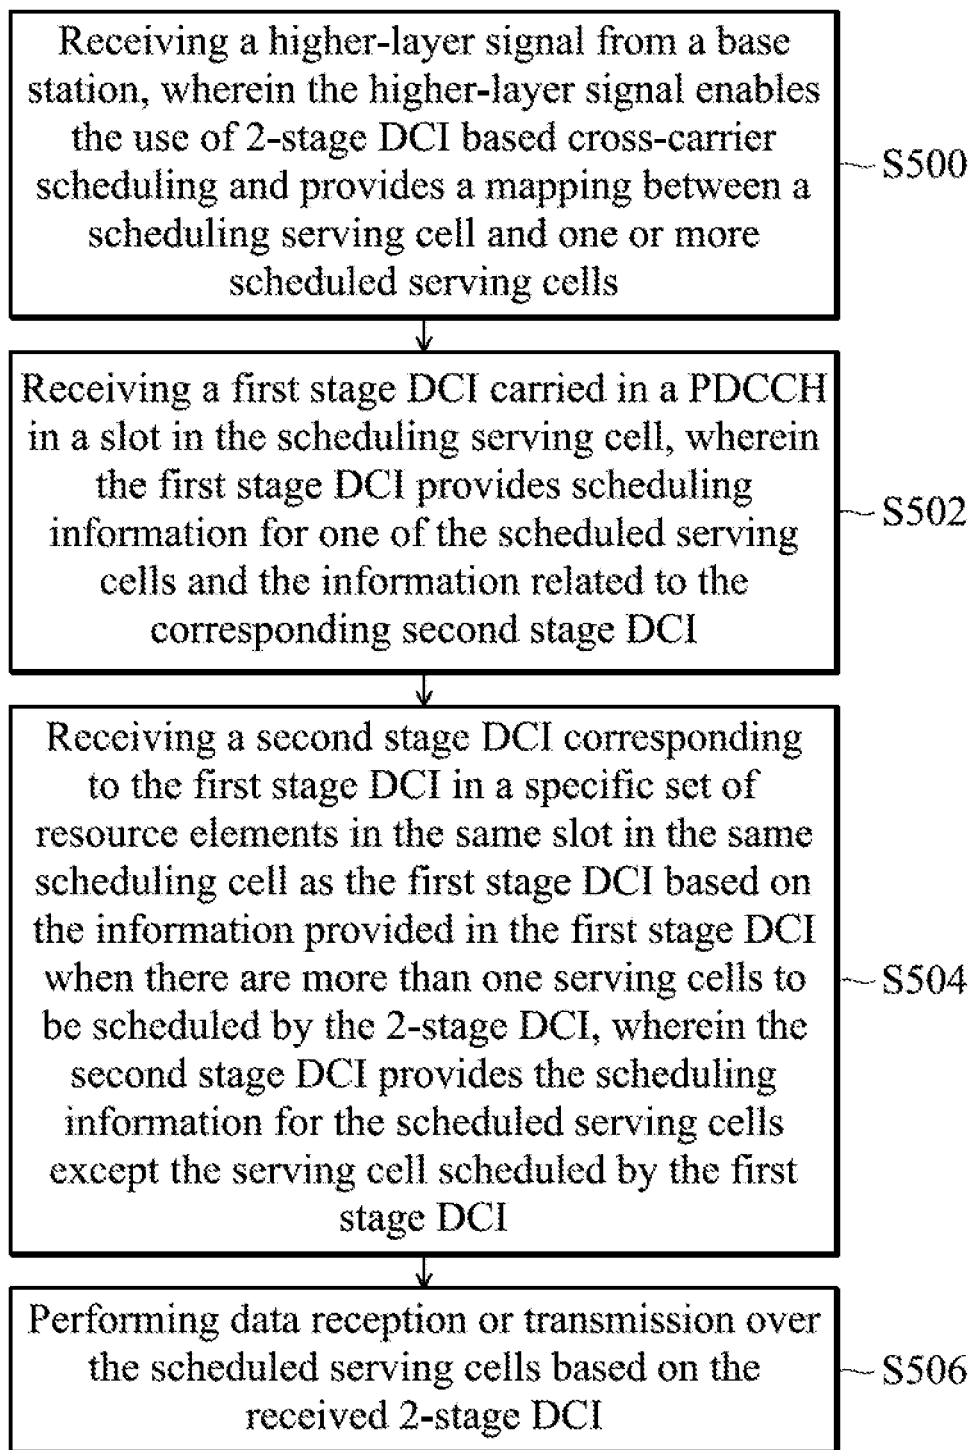 Receiving a higher-layer signal from a base
station, wherein the higher-layer signal enables
the use of 2-stage DCI based cross-carrier
scheduling and provides a mapping between a
scheduling serving cell and one or more
scheduled serving cells
S500
Receiving a first stage DCI carried in a PDCCH
in a slot in the scheduling serving cell, wherein
the first stage DCI provides scheduling
information for one of the scheduled serving
cells and the information related to the
corresponding second stage DCI
S502
Receiving a second stage DCI corresponding
to the first stage DCI in a specific set of
resource elements in the same slot in the same
scheduling cell as the first stage DCI based on
the information provided in the first stage DCI
when there are more than one serving cells to
be scheduled by the 2-stage DCI, wherein the
second stage DCI provides the scheduling
information for the scheduled serving cells
except the serving cell scheduled by the first
stage DCI
S504
Performing data reception or transmission over
the scheduled serving cells based on the
received 2-stage DCI
S506